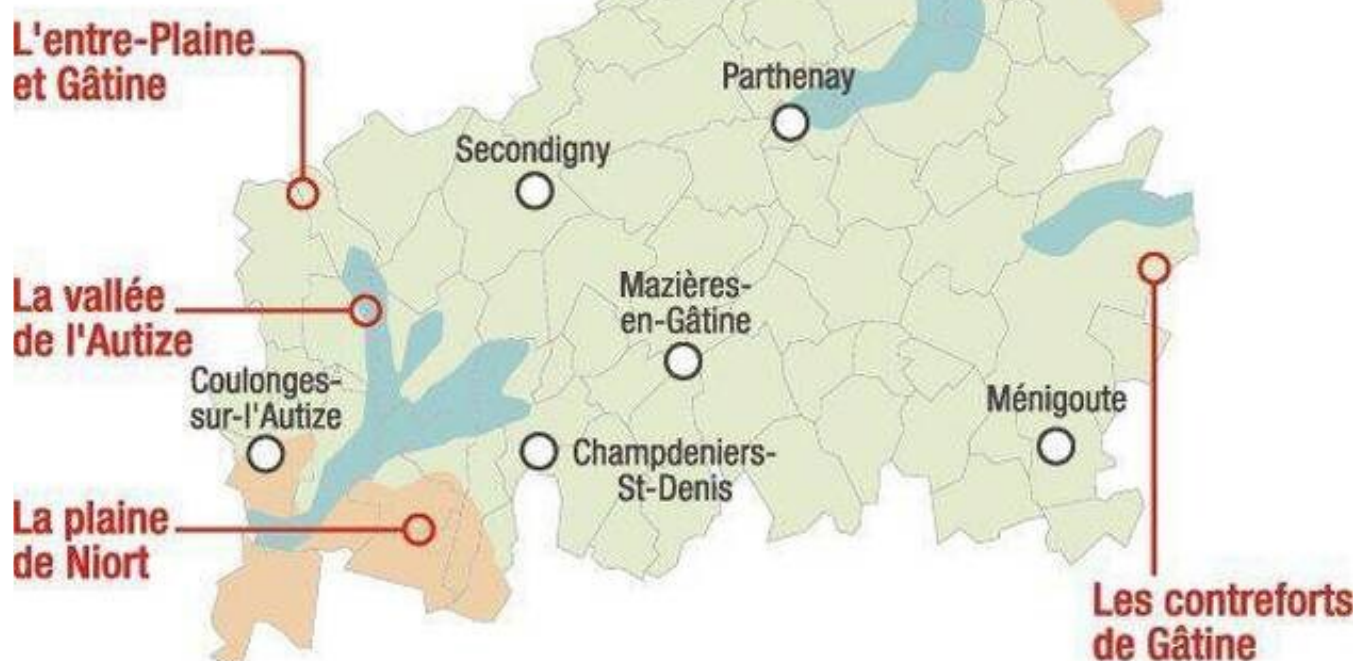 L'entre-Plaine
et Gâtine
Parthenay
Secondigny
La vallée
de l'Autize
Mazières-
en-Gâtine
Coulonges-
sur-l'Autize
Ménigoute
Champdeniers-
St-Denis
La plaine
de Niort
Les contreforts
de Gâtine